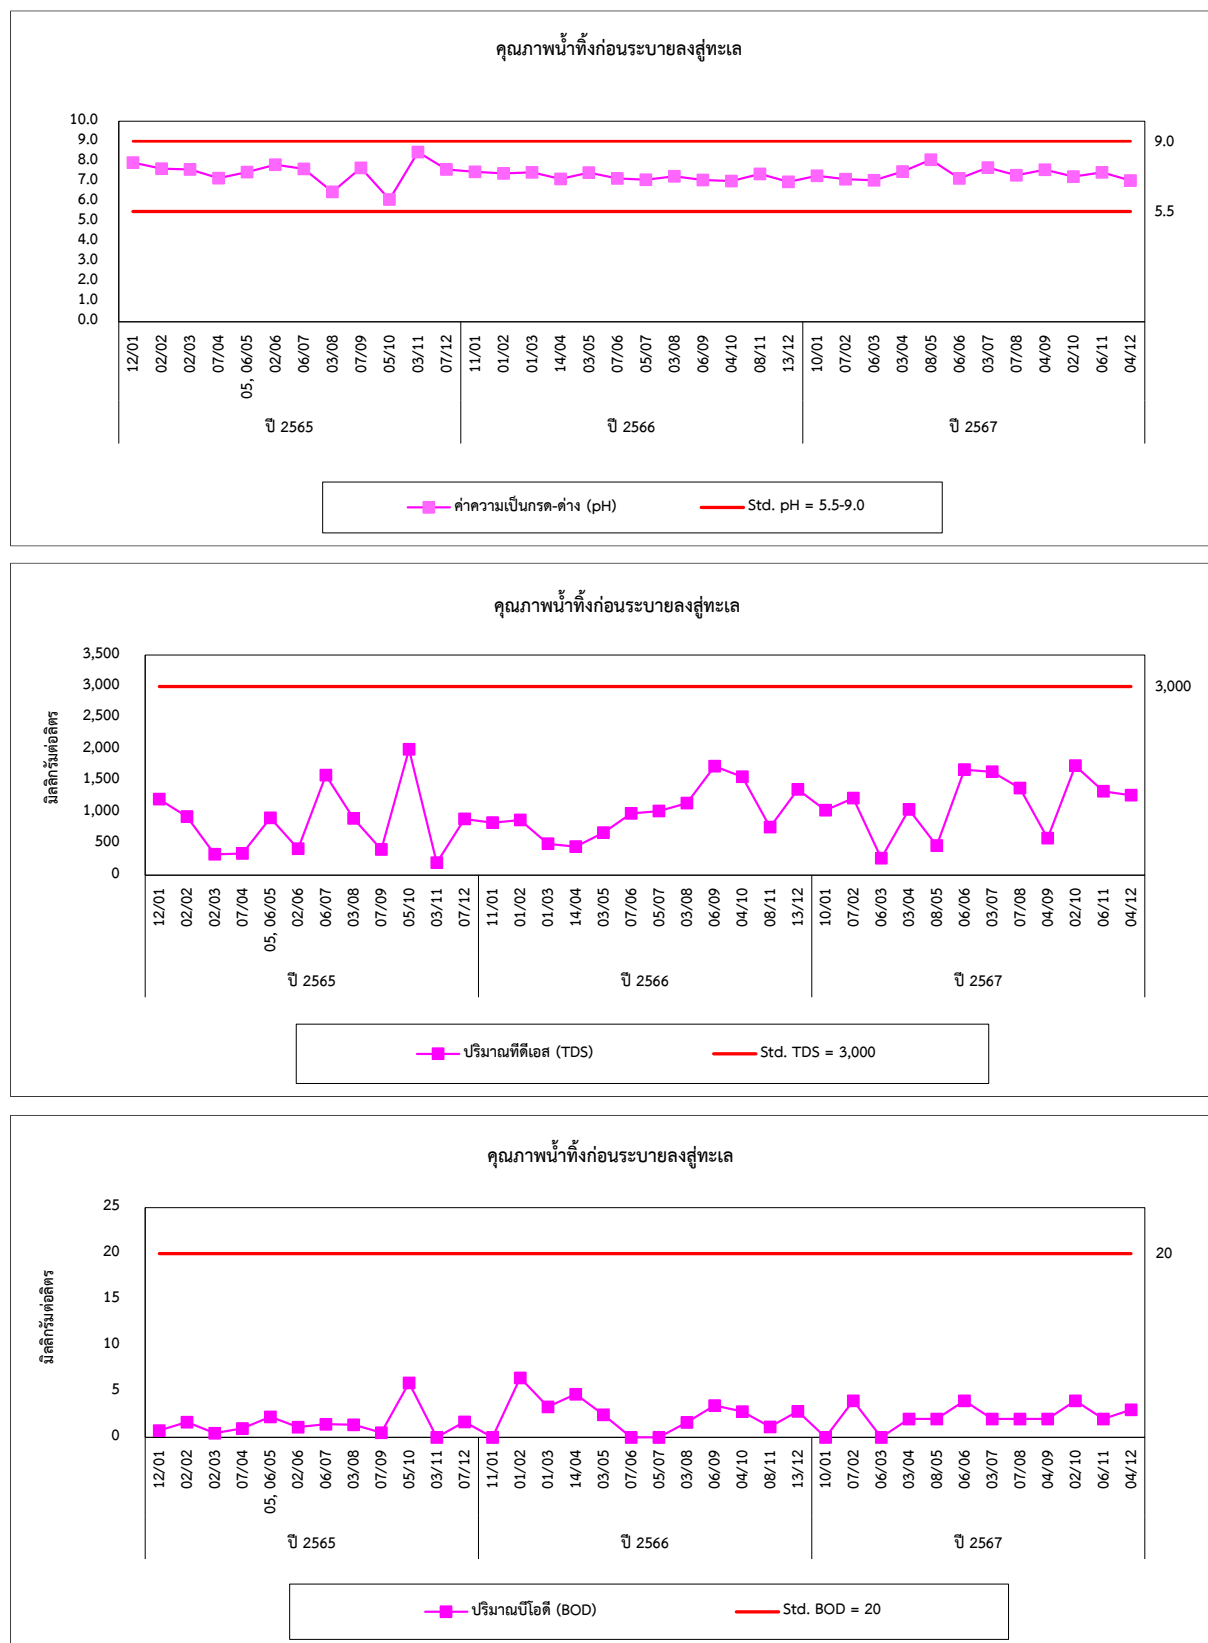 คุณภาพน้ำทิ้งก่อนระบายลงสู่ทะเล
10.0
9.0
8.0
7.0
6.0
5.0
4.0
3.0
2.0
1.0
0.0
9.0
5.5
12/01 02/02 02/03 07/04 05, 06/05 02/06 06/07 03/08 07/09 05/10 03/11 07/12 11/01 01/02 01/03 14/04 03/05 07/06 05/07 03/08 06/09 04/10 08/11 13/12 10/01 07/02 06/03 03/04 08/05 06/06 03/07 07/08 04/09 02/10 06/11 04/12
ปี 2565 ปี 2566 ปี 2567
ค่าความเป็นกรด-ด่าง (pH) Std. pH = 5.5-9.0
คุณภาพน้ำทิ้งก่อนระบายลงสู่ทะเล
มิลลิกรัมต่อลิตร
3,500
3,000
2,500
2,000
1,500
1,000
500
0
3,000
12/01 02/02 02/03 07/04 05, 06/05 02/06 06/07 03/08 07/09 05/10 03/11 07/12 11/01 01/02 01/03 14/04 03/05 07/06 05/07 03/08 06/09 04/10 08/11 13/12 10/01 07/02 06/03 03/04 08/05 06/06 03/07 07/08 04/09 02/10 06/11 04/12
ปี 2565 ปี 2566 ปี 2567
ปริมาณทีดีเอส (TDS) Std. TDS = 3,000
คุณภาพน้ำทิ้งก่อนระบายลงสู่ทะเล
มิลลิกรัมต่อลิตร
25
20
15
10
5
0
20
12/01 02/02 02/03 07/04 05, 06/05 02/06 06/07 03/08 07/09 05/10 03/11 07/12 11/01 01/02 01/03 14/04 03/05 07/06 05/07 03/08 06/09 04/10 08/11 13/12 10/01 07/02 06/03 03/04 08/05 06/06 03/07 07/08 04/09 02/10 06/11 04/12
ปี 2565 ปี 2566 ปี 2567
ปริมาณบีโอดี (BOD) Std. BOD = 20